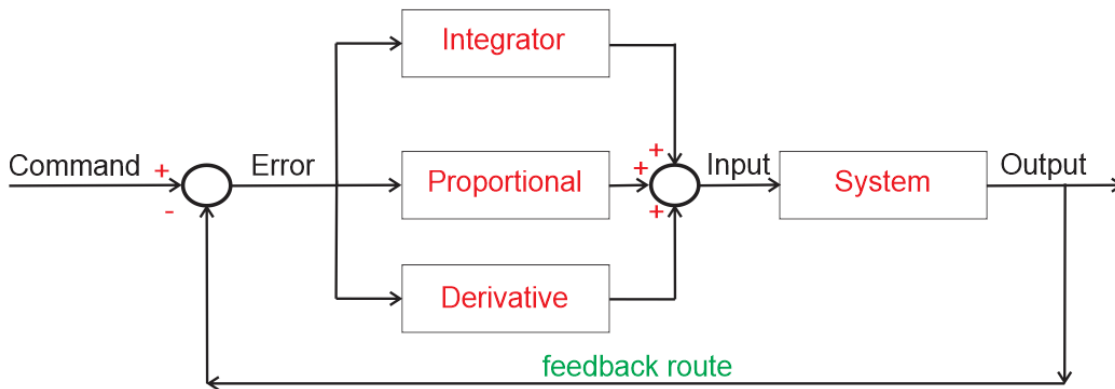 Integrator
Command
+
-
Error
Proportional
+
+
+
Input
System
Output
Derivative
feedback route